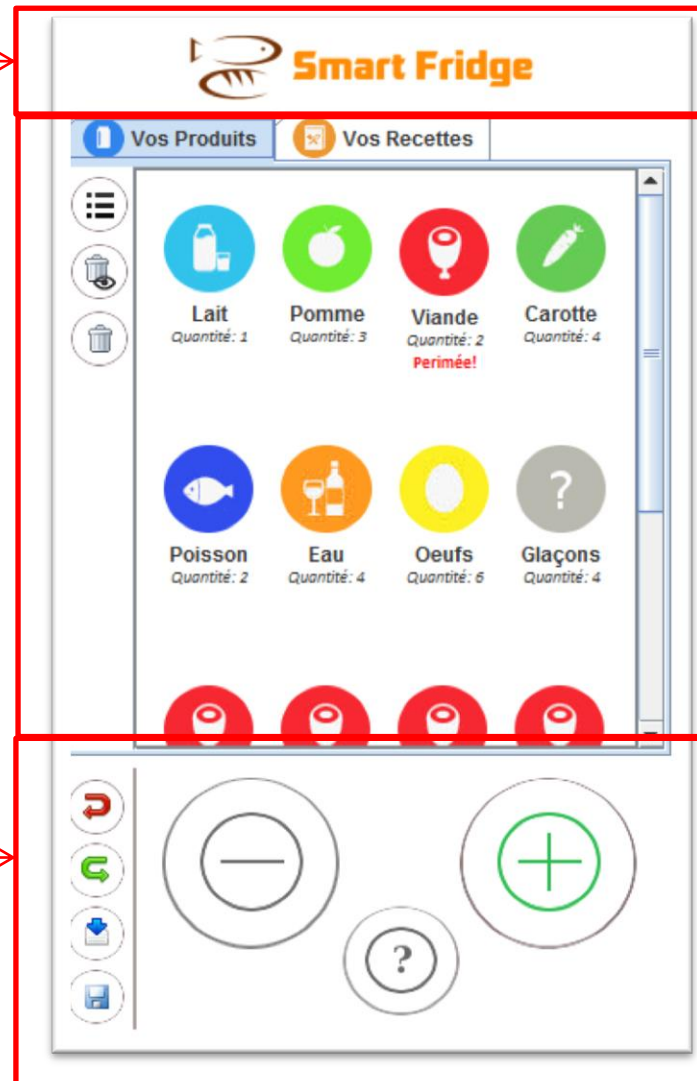 Smart Fridge
Vos Produits Vos Recettes
Lait Pomme Viande Carotte
Quantité: 1 Quantité: 3 Quantité: 2 Quantité: 4
Perimée!
?
Poisson Eau Oeufs Glaçons
Quantité: 2 Quantité: 4 Quantité: 6 Quantité: 4
?